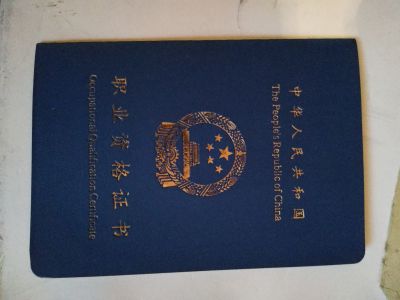 中华人民共和国
The People's Republic of China
职业资格证书
Occupational Qualification Certificate